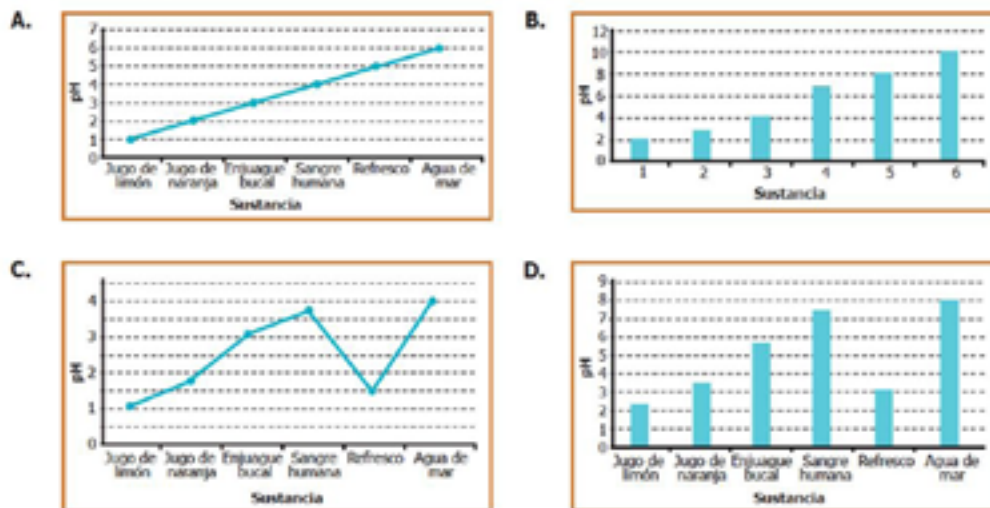 A.
7
6
5
4
3
2
1
0
pH
Jugo de limón
Jugo de naranja
Enjuague bucal
Sangre humana
Refresco
Agua de mar
Sustancia
B.
12
10
8
6
4
2
0
pH
1 2 3 4 5 6
Sustancia
C.
4
3
2
1
0
pH
Jugo de limón
Jugo de naranja
Enjuague bucal
Sangre humana
Refresco
Agua de mar
Sustancia
D.
9
8
7
6
5
4
3
2
1
0
pH
Jugo de limón
Jugo de naranja
Enjuague bucal
Sangre humana
Refresco
Agua de mar
Sustancia